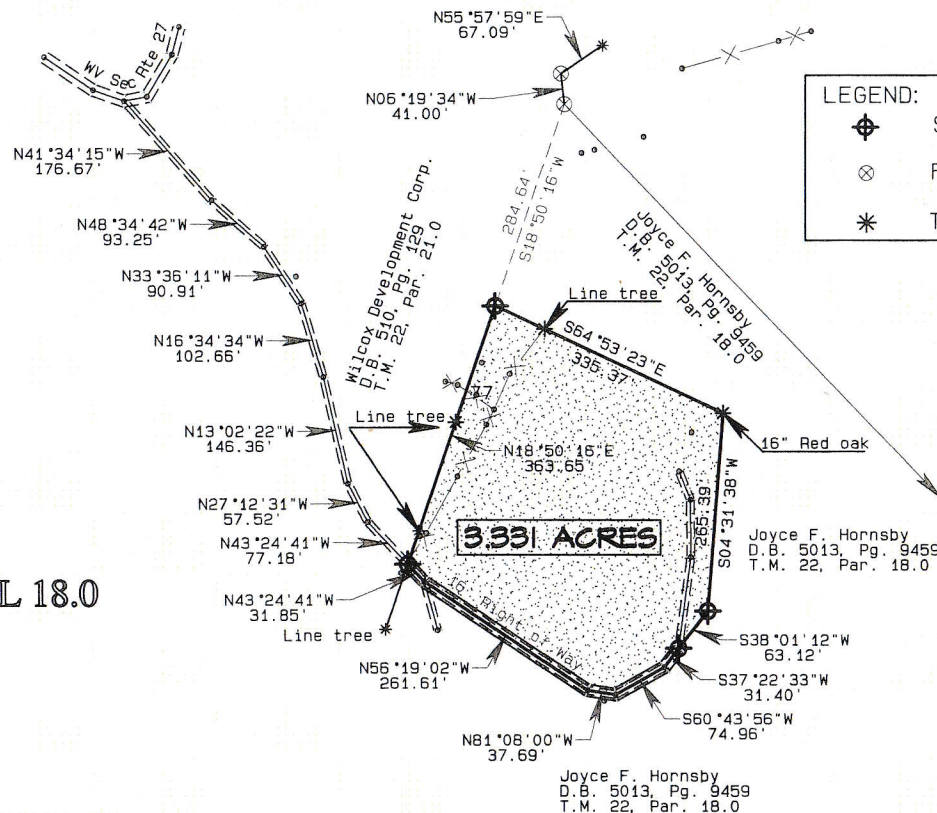 N55°57'59"E
67.09'
WV Sec Rte 27
N06°19'34"W
41.00'
LEGEND:
S
P
T
N41°34'15"W
176.67'
N48°34'42"W
93.25'
N33°36'11"W
90.91'
N16°34'34"W
102.66'
N13°02'22"W
146.36'
N27°12'31"W
57.52'
N43°24'41"W
77.18'
N43°24'41"W
31.85'
Line tree
Wilcox Development Corp.
D.B. 510, Pg. 129
T.M. 22, Par. 21.0
284.64'
S18°50'16"W
Joyce F. Hornsby
D.B. 5013, Pg. 9459
T.M. 22, Par. 18.0
Line tree
S64°53'23"E
335.37'
77
Line tree
N18°50'16"E
363.65'
16" Red oak
265.39'
S04°31'38"W
3.331 ACRES
Joyce F. Hornsby
D.B. 5013, Pg. 9459
T.M. 22, Par. 18.0
L 18.0
16' Right of Way
N56°19'02"W
261.61'
S38°01'12"W
63.12'
S37°22'33"W
31.40'
S60°43'56"W
74.96'
N81°08'00"W
37.69'
Joyce F. Hornsby
D.B. 5013, Pg. 9459
T.M. 22, Par. 18.0